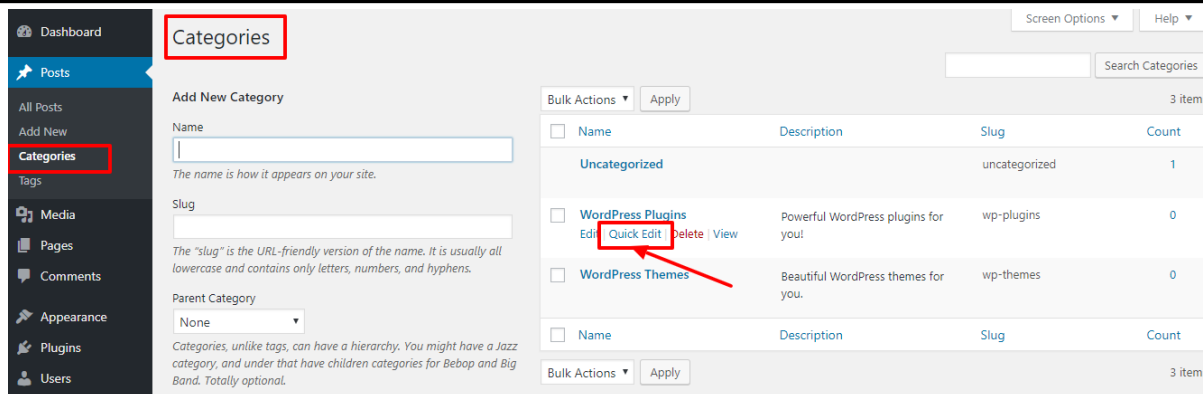 Dashboard
Posts
All Posts
Add New
Categories
Tags
Media
Pages
Comments
Appearance
Plugins
Users
Screen Options ▼
Help ▼
Categories
Search Categories
Add New Category
Name
The name is how it appears on your site.
Slug
The "slug" is the URL-friendly version of the name. It is usually all
lowercase and contains only letters, numbers, and hyphens.
Parent Category
None ▼
Categories, unlike tags, can have a hierarchy. You might have a Jazz
category, and under that have children categories for Bebop and Big
Band. Totally optional.
Bulk Actions ▼ Apply 3 item
Name Description Slug Count
Uncategorized uncategorized 1
WordPress Plugins Powerful WordPress plugins for wp-plugins 0
Edit | Quick Edit | Delete | View you!
WordPress Themes Beautiful WordPress themes for wp-themes 0
you.
Name Description Slug Count
Bulk Actions ▼ Apply 3 item